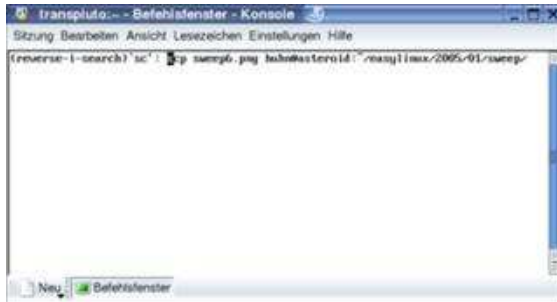 transpluto:~ - Befehlsfenster - Konsole
Sitzung Bearbeiten Ansicht Lesezeichen Einstellungen Hilfe
(reverse-i-search)`sc': scp sweep6.png huhn@asteroid:~/easylinux/2005/01/sweep/
Neu Befehlsfenster